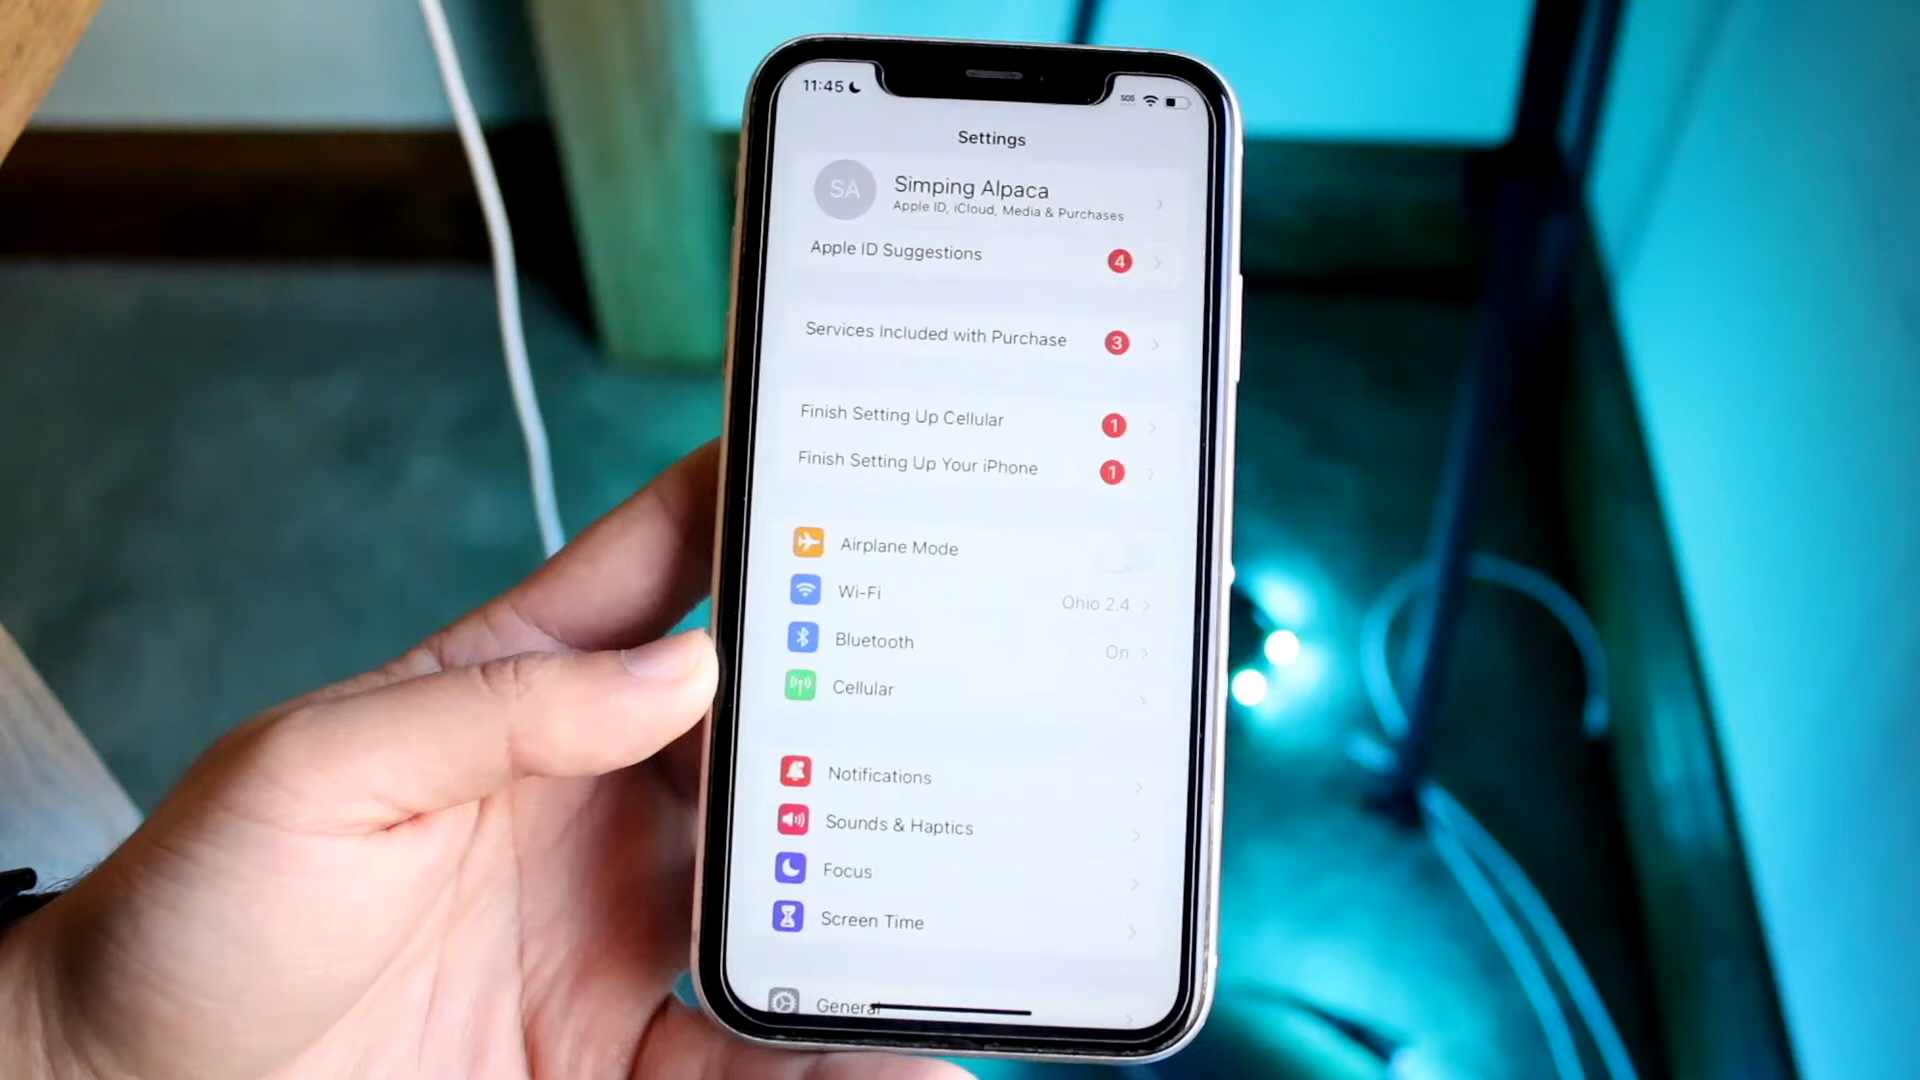 11:45
SOS
Settings
SA
Simping Alpaca
Apple ID, iCloud, Media & Purchases
Apple ID Suggestions 4
Services Included with Purchase 3
Finish Setting Up Cellular 1
Finish Setting Up Your iPhone 1
Airplane Mode
Wi-Fi Ohio 2.4
Bluetooth On
Cellular
Notifications
Sounds & Haptics
Focus
Screen Time
General